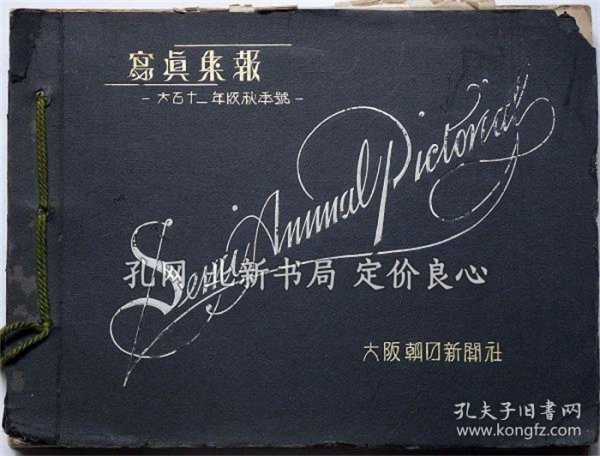 寫眞集報
-大正十二年版秋季號-
Semi Annual Pictorial
孔网 北新书局 定价良心
大阪朝日新聞社
孔夫子旧书网
www.kongfz.com